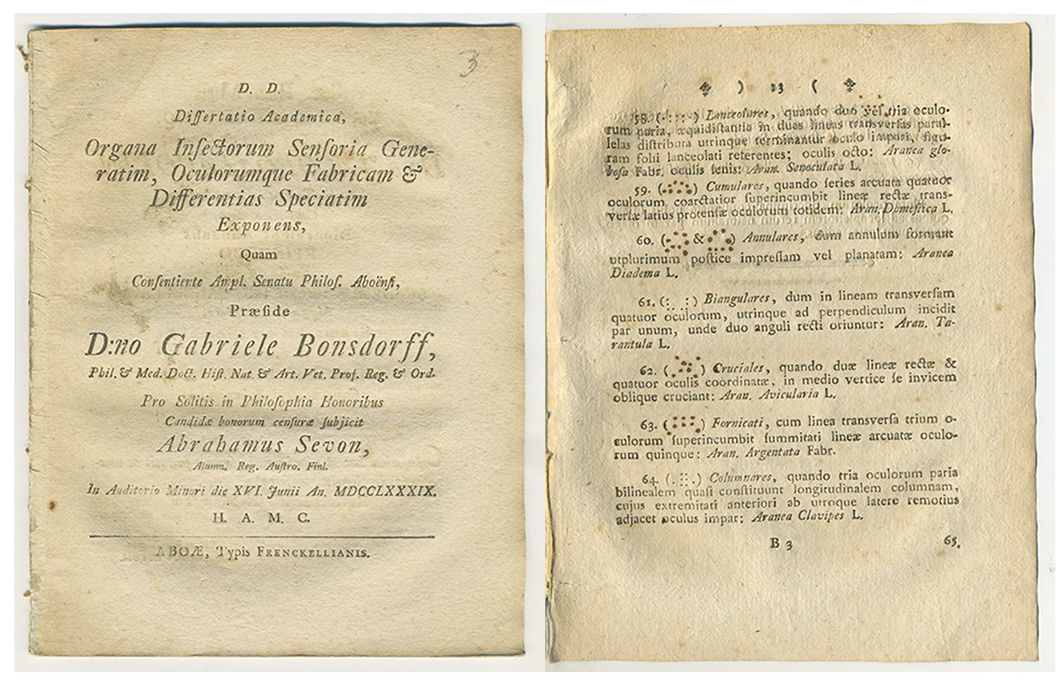 3
D. D.
Dissertatio Academica,
Organa Insectorum Sensoria Gene-
ratim, Oculorumque Fabricam &
Differentias Speciatim
Exponens,
Quam
Consentiente Ampl. Senatu Philos. Aboënsi,
Præside
D:no Gabriele Bonsdorff,
Phil. & Med. Doct. Hist. Nat. & Art. Vet. Prof. Reg. & Ord.
Pro Solitis in Philosophia Honoribus
Candidæ bonorum censuræ subjicit
Abrahamus Sevon,
Alumn. Reg. Austro. Finl.
In Auditorio Minori die XVI. Junii An. MDCCLXXXIX.
H. A. M. C.
ABOÆ, Typis FRENCKELLIANIS.
) 23 (
58. (·:::·) Lanceolares, quando duo vel tria oculo-
rum paria, æquidistantia in duas lineas transversas paral-
lelas distributa utrinque terminantur oculo impari, figu-
ram folii lanceolati referentes; oculis octo: Aranea glo-
bosa Fabr. oculis senis: Aran. Senoculata L.
59. ( ) Cumulares, quando series arcuata quatuor
oculorum coarctatior superincumbit lineæ rectæ trans-
versæ latius protensæ oculorum totidem: Aran. Domestica L.
60. ( & ) Annulares, dum annulum formant
utplurimum postice impressam vel planatam: Aranea
Diadema L.
61. (: . . :) Biangulares, dum in lineam transversam
quatuor oculorum, utrinque ad perpendiculum incidit
par unum, unde duo anguli recti oriuntur: Aran. Ta-
rantula L.
62. ( ) Cruciales, quando duæ lineæ rectæ &
quatuor oculis coordinatæ, in medio vertice se invicem
oblique cruciant: Aran. Avicularia L.
63. ( ) Fornicati, cum linea transversa trium o-
culorum superincumbit summitati lineæ arcuatæ oculo-
rum quinque: Aran. Argentata Fabr.
64. (. ⋮⋮ .) Columnares, quando tria oculorum paria
bilinealem quasi constituunt longitudinalem columnam,
cujus extremitati anteriori ab utroque latere remotius
adjacet oculus impar; Aranea Clavipes L.
B 3 65.